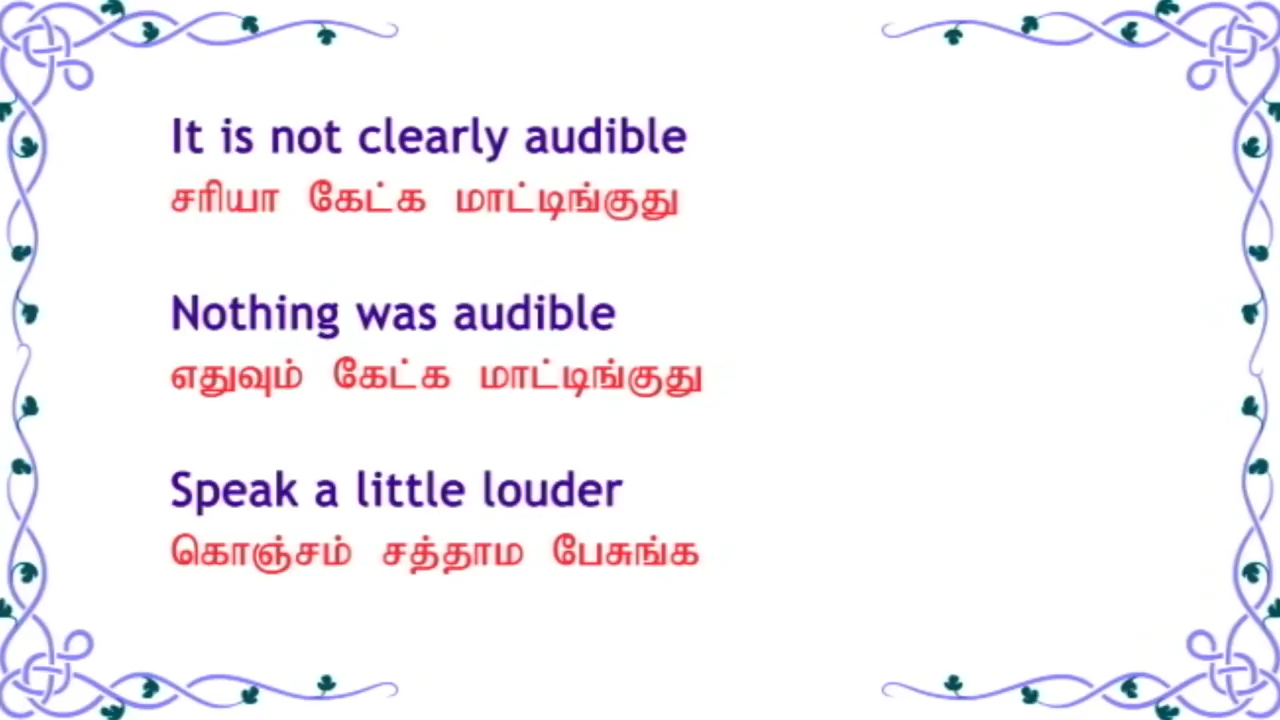 It is not clearly audible
சரியா கேட்க மாட்டிங்குது
Nothing was audible
எதுவும் கேட்க மாட்டிங்குது
Speak a little louder
கொஞ்சம் சத்தாம பேசுங்க